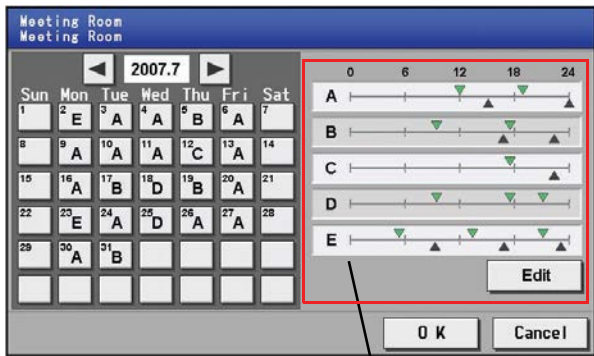 Meeting Room
Meeting Room
2007.7
Sun Mon Tue Wed Thu Fri Sat
1 2 E 3 A 4 A 5 B 6 A 7
8 9 A 10 A 11 A 12 C 13 A 14
15 16 A 17 B 18 D 19 B 20 A 21
22 23 E 24 A 25 D 26 A 27 A 28
29 30 A 31 B
0 6 12 18 24
A
B
C
D
E
Edit
OK Cancel